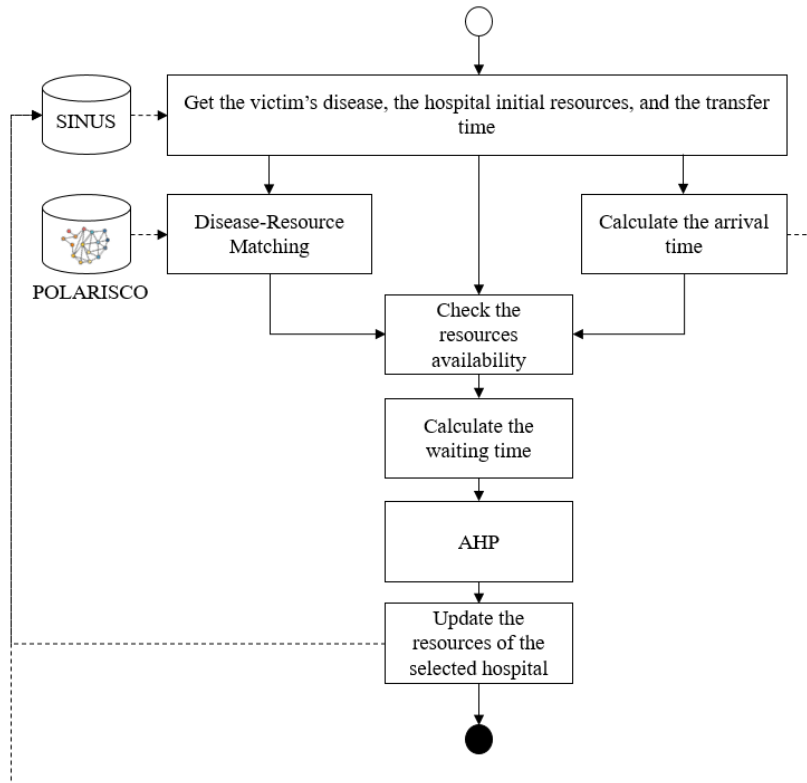 Get the victim's disease, the hospital initial resources, and the transfer
time
SINUS
Disease-Resource
Matching
Calculate the arrival
time
POLARISCO
Check the
resources
availability
Calculate the
waiting time
AHP
Update the
resources of the
selected hospital